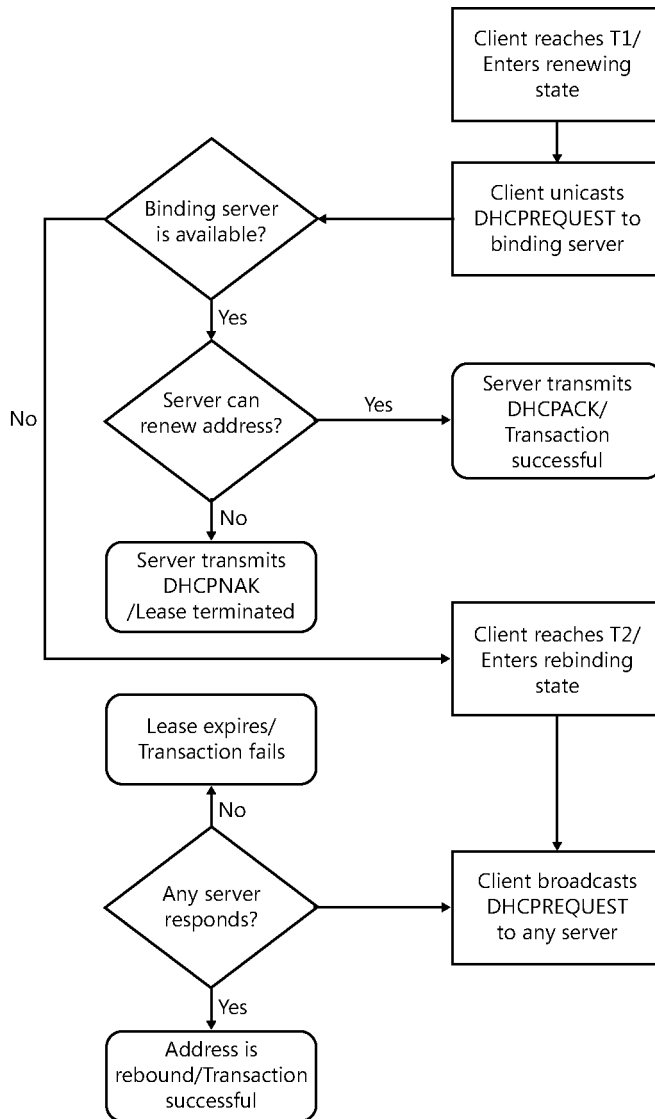 Client reaches T1/
Enters renewing
state
Client unicasts
DHCPREQUEST to
binding server
Binding server
is available?
Yes
No
Server can
renew address?
Yes
Server transmits
DHCPACK/
Transaction
successful
No
Server transmits
DHCPNAK
/Lease terminated
Client reaches T2/
Enters rebinding
state
Client broadcasts
DHCPREQUEST
to any server
Any server
responds?
No
Lease expires/
Transaction fails
Yes
Address is
rebound/Transaction
successful